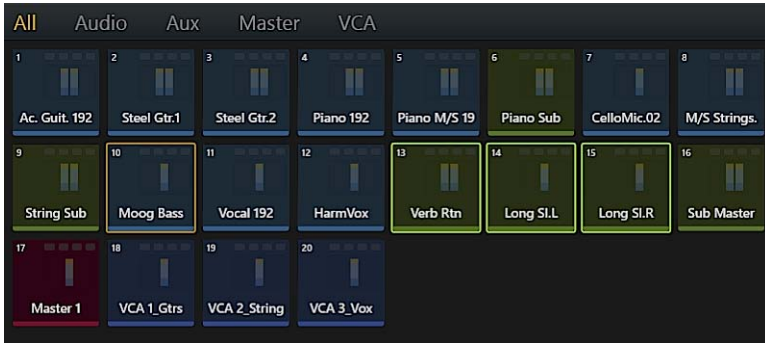 All Audio Aux Master VCA
1 2 3 4 5 6 7 8
Ac. Guit. 192 Steel Gtr.1 Steel Gtr.2 Piano 192 Piano M/S 19 Piano Sub CelloMic.02 M/S Strings.
9 10 11 12 13 14 15 16
String Sub Moog Bass Vocal 192 HarmVox Verb Rtn Long Sl.L Long Sl.R Sub Master
17 18 19 20
Master 1 VCA 1_Gtrs VCA 2_String VCA 3_Vox